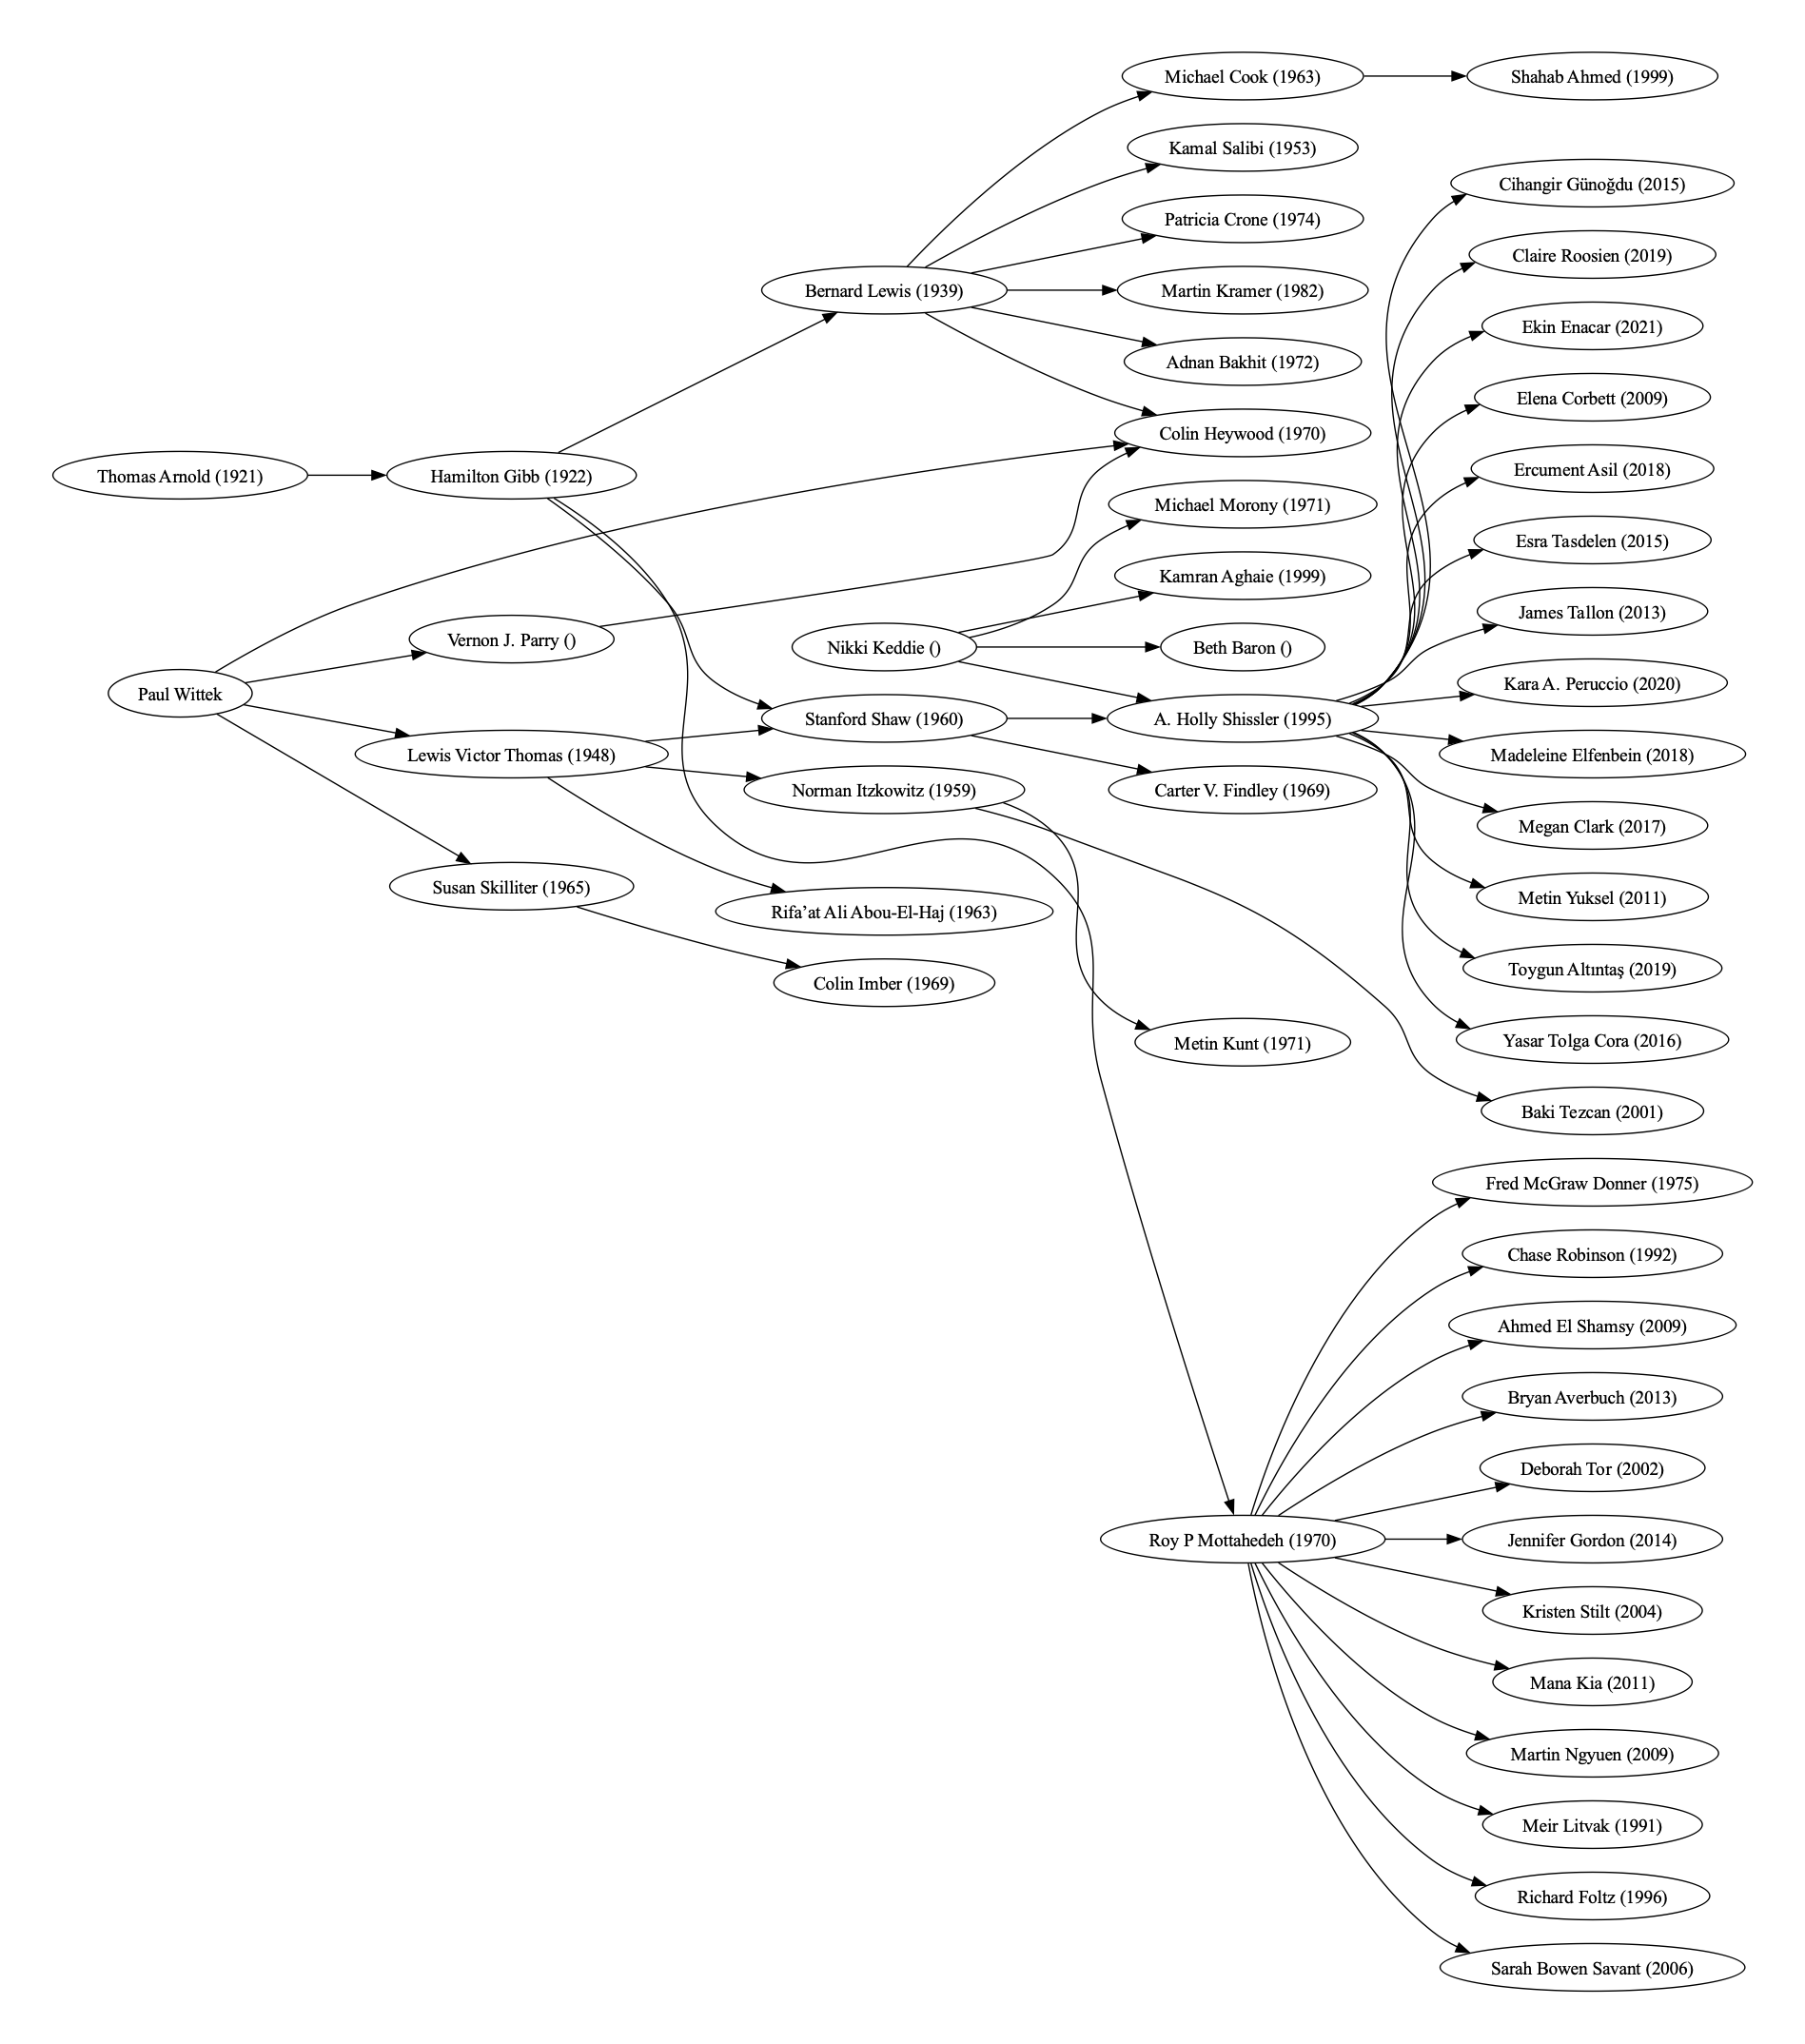 Thomas Arnold (1921)
Hamilton Gibb (1922)
Paul Wittek
Vernon J. Parry ()
Lewis Victor Thomas (1948)
Susan Skilliter (1965)
Bernard Lewis (1939)
Nikki Keddie ()
Stanford Shaw (1960)
Norman Itzkowitz (1959)
Rifa’at Ali Abou-El-Haj (1963)
Colin Imber (1969)
Michael Cook (1963)
Kamal Salibi (1953)
Patricia Crone (1974)
Martin Kramer (1982)
Adnan Bakhit (1972)
Colin Heywood (1970)
Michael Morony (1971)
Kamran Aghaie (1999)
Beth Baron ()
A. Holly Shissler (1995)
Carter V. Findley (1969)
Metin Kunt (1971)
Roy P Mottahedeh (1970)
Shahab Ahmed (1999)
Cihangir Günoğdu (2015)
Claire Roosien (2019)
Ekin Enacar (2021)
Elena Corbett (2009)
Ercument Asil (2018)
Esra Tasdelen (2015)
James Tallon (2013)
Kara A. Peruccio (2020)
Madeleine Elfenbein (2018)
Megan Clark (2017)
Metin Yuksel (2011)
Toygun Altıntaş (2019)
Yasar Tolga Cora (2016)
Baki Tezcan (2001)
Fred McGraw Donner (1975)
Chase Robinson (1992)
Ahmed El Shamsy (2009)
Bryan Averbuch (2013)
Deborah Tor (2002)
Jennifer Gordon (2014)
Kristen Stilt (2004)
Mana Kia (2011)
Martin Ngyuen (2009)
Meir Litvak (1991)
Richard Foltz (1996)
Sarah Bowen Savant (2006)